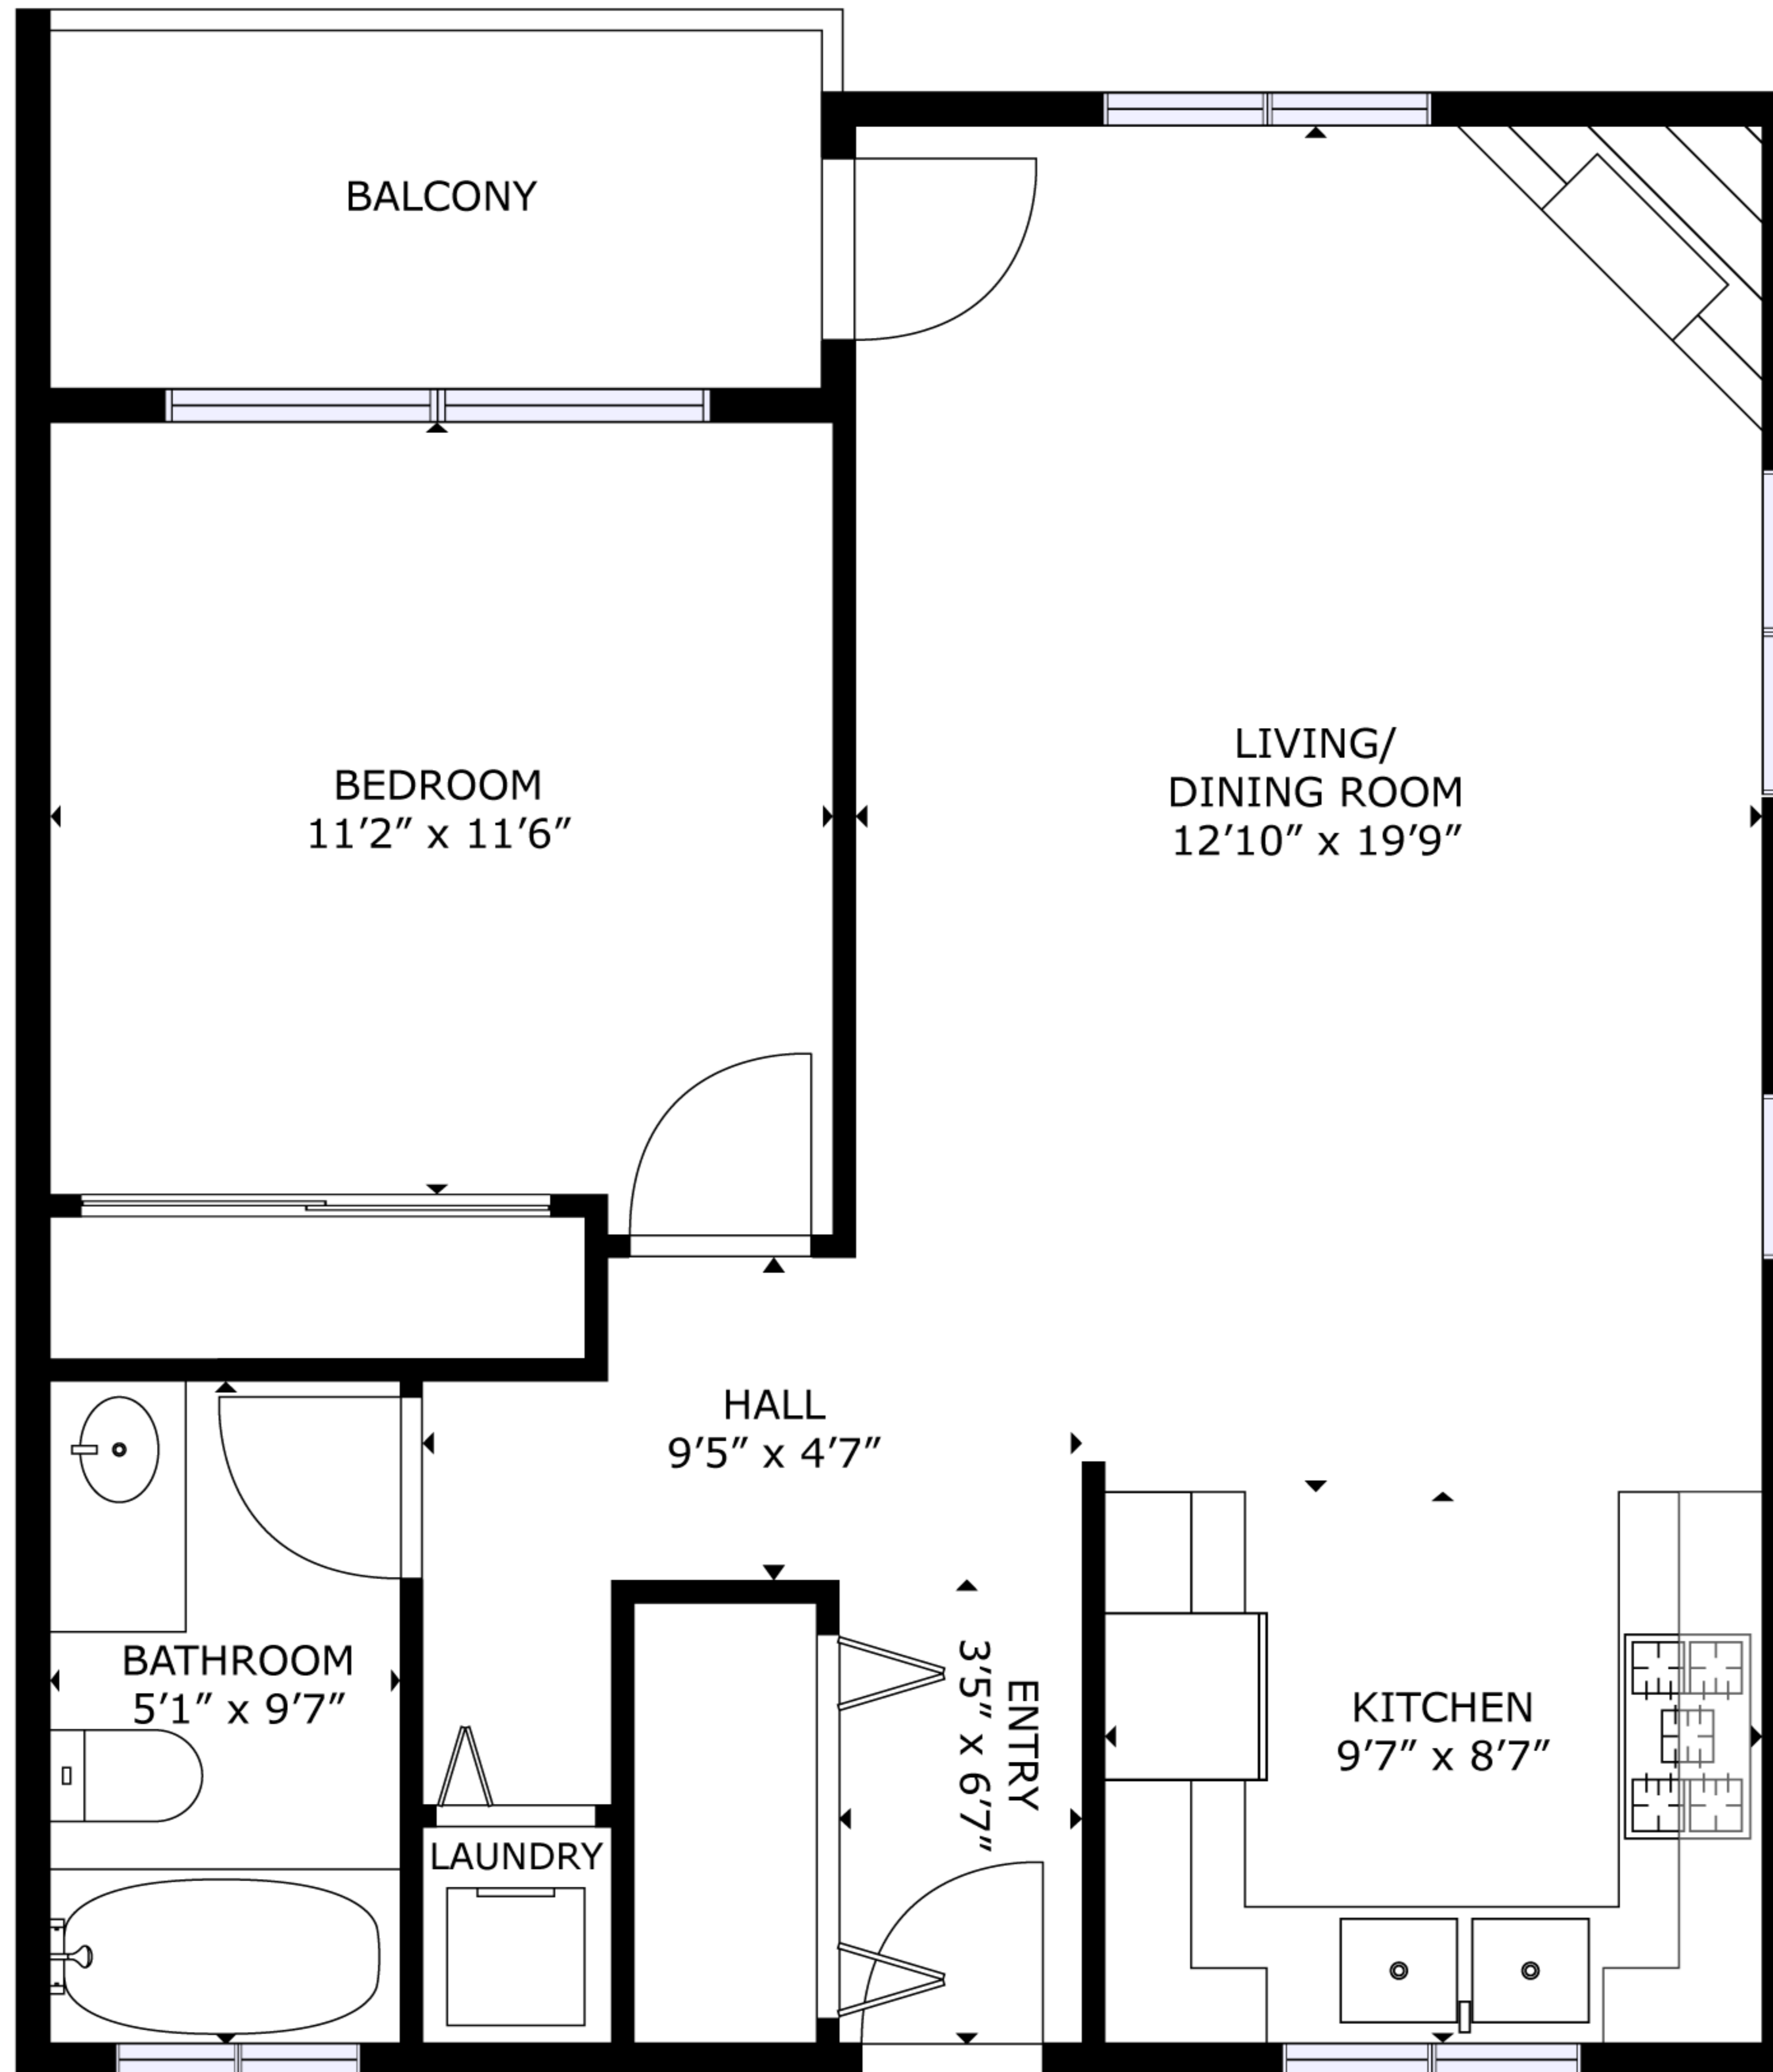 BALCONY
BEDROOM
11′2″ x 11′6″
LIVING/
DINING ROOM
12′10″ x 19′9″
HALL
9′5″ x 4′7″
BATHROOM
5′1″ x 9′7″
LAUNDRY
ENTRY
3′5″ x 6′7″
KITCHEN
9′7″ x 8′7″